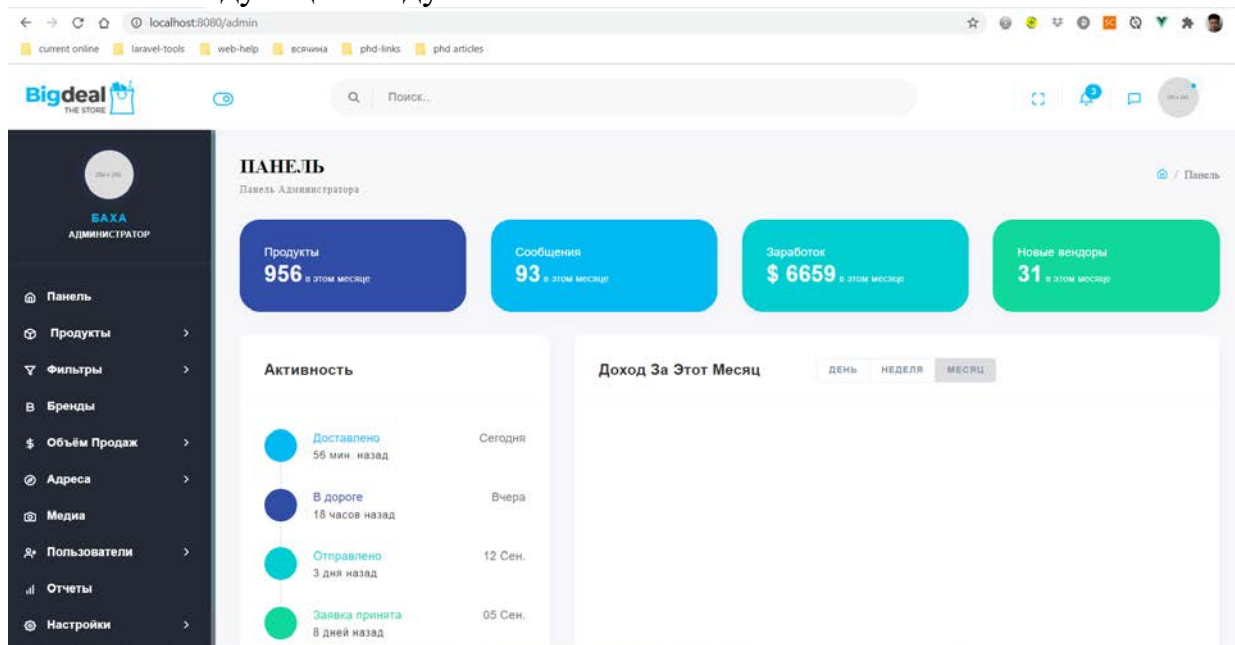 localhost:8080/admin
current online laravel-tools web-help всячина phd-links phd articles
Bigdeal
THE STORE
Поиск..
3
БАХА
АДМИНИСТРАТОР
Панель
Продукты
Фильтры
Бренды
Объём Продаж
Адреса
Медиа
Пользователи
Отчеты
Настройки
ПАНЕЛЬ
Панель Администратора
/ Панель
Продукты
956 в этом месяце
Сообщения
93 в этом месяце
Заработок
$ 6659 в этом месяце
Новые вендоры
31 в этом месяце
Активность
Доставлено Сегодня
56 мин. назад
В дороге Вчера
18 часов назад
Отправлено 12 Сен.
3 дня назад
Заявка принята 05 Сен.
8 дней назад
Доход За Этот Месяц
ДЕНЬ НЕДЕЛЯ МЕСЯЦ